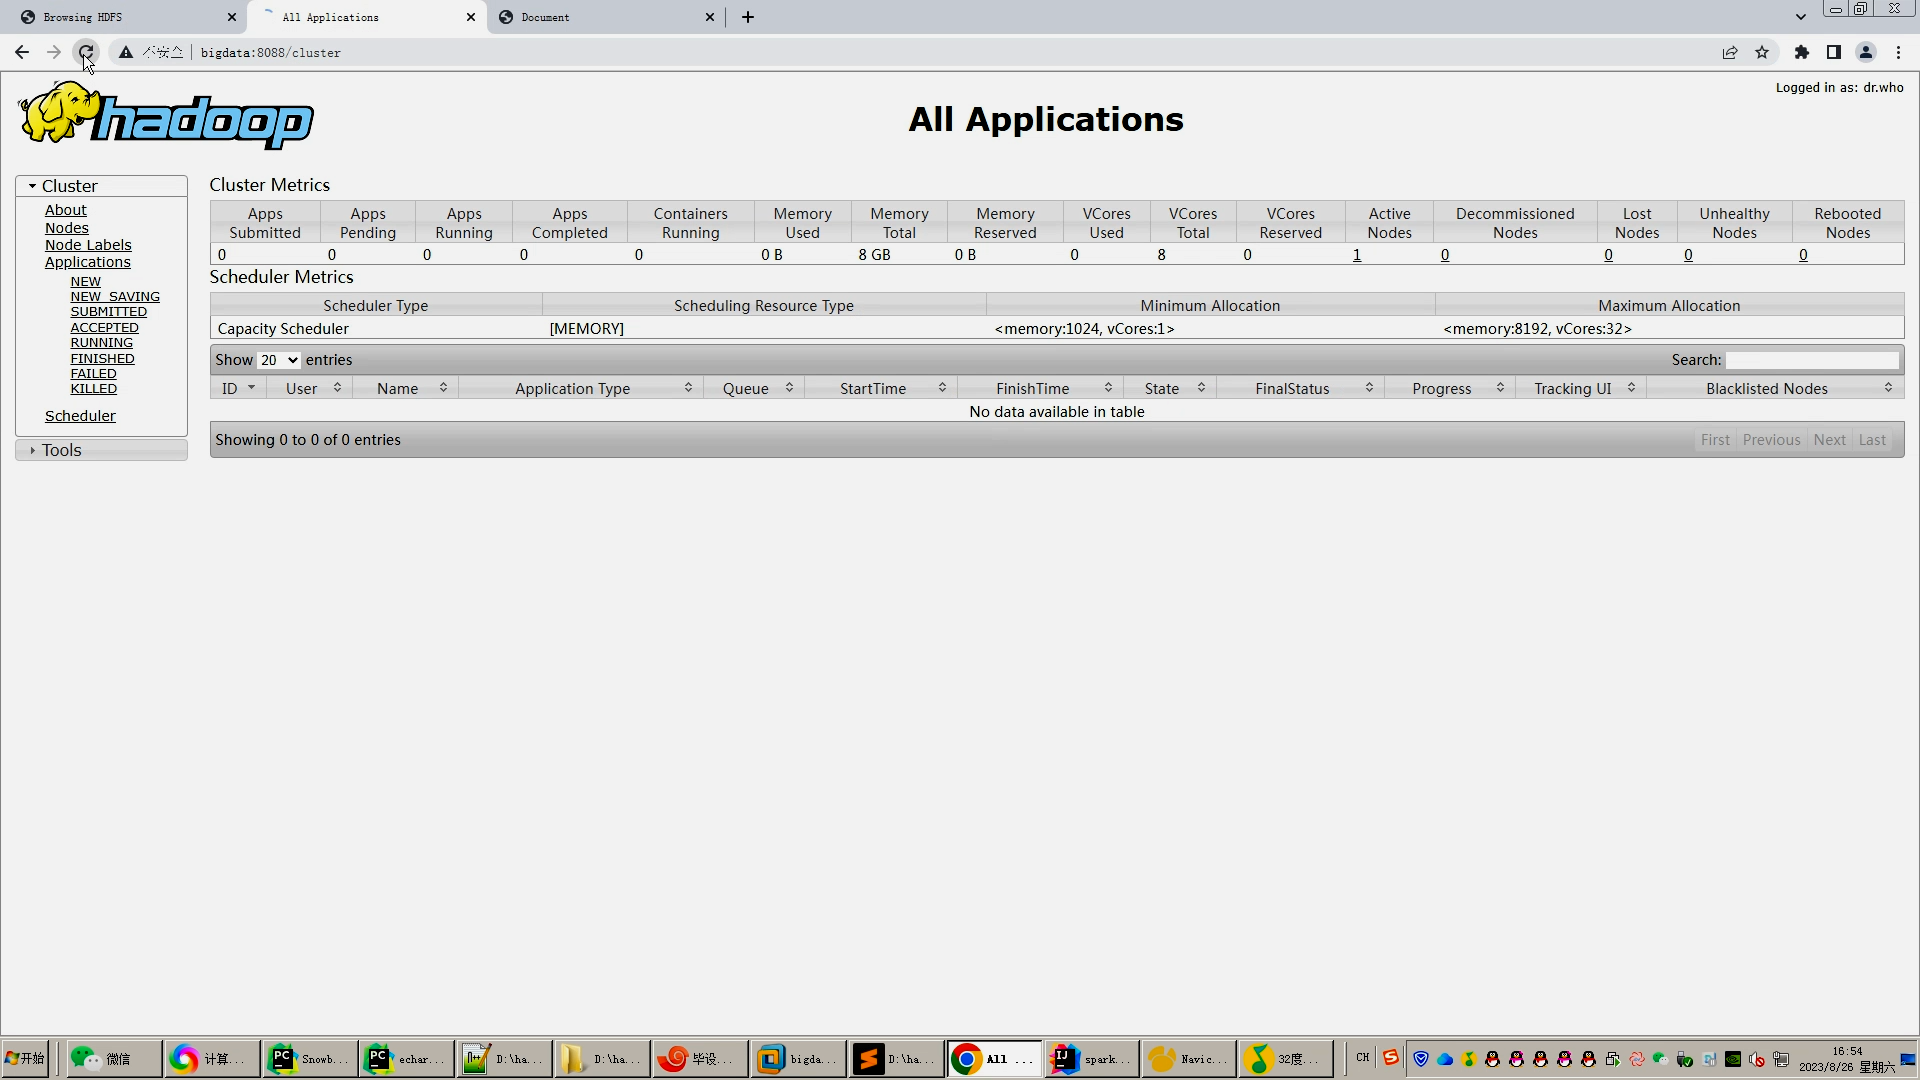 Browsing HDFS
All Applications
Document
不安全
bigdata:8088/cluster
hadoop
All Applications
Logged in as: dr.who
Cluster
About
Nodes
Node Labels
Applications
NEW
NEW_SAVING
SUBMITTED
ACCEPTED
RUNNING
FINISHED
FAILED
KILLED
Scheduler
Tools
Cluster Metrics
Apps Submitted Apps Pending Apps Running Apps Completed Containers Running Memory Used Memory Total Memory Reserved VCores Used VCores Total VCores Reserved Active Nodes Decommissioned Nodes Lost Nodes Unhealthy Nodes Rebooted Nodes
0 0 0 0 0 0 B 8 GB 0 B 0 8 0 1 0 0 0 0
Scheduler Metrics
Scheduler Type Scheduling Resource Type Minimum Allocation Maximum Allocation
Capacity Scheduler [MEMORY] <memory:1024, vCores:1> <memory:8192, vCores:32>
Show 20 entries Search:
ID User Name Application Type Queue StartTime FinishTime State FinalStatus Progress Tracking UI Blacklisted Nodes
No data available in table
Showing 0 to 0 of 0 entries First Previous Next Last
开始 微信 计算... Snowb... echar... D:\ha... D:\ha... 毕设... bigda... D:\ha... All ... spark... Navic... 32度... CH 16:54
2023/8/26 星期六